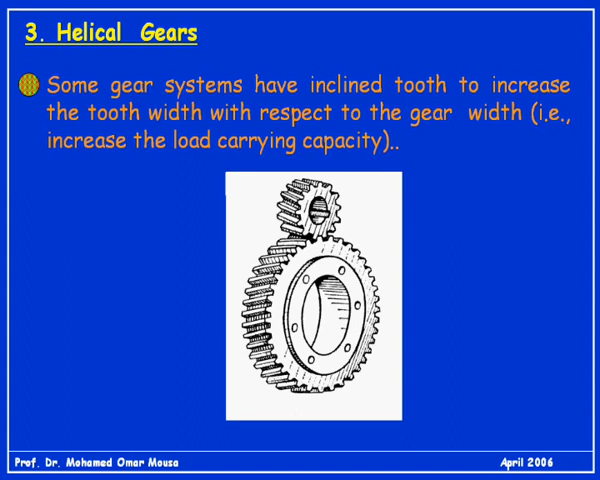 3. Helical Gears
Some gear systems have inclined tooth to increase
the tooth width with respect to the gear width (i.e.,
increase the load carrying capacity)..
Prof. Dr. Mohamed Omar Mousa
April 2006